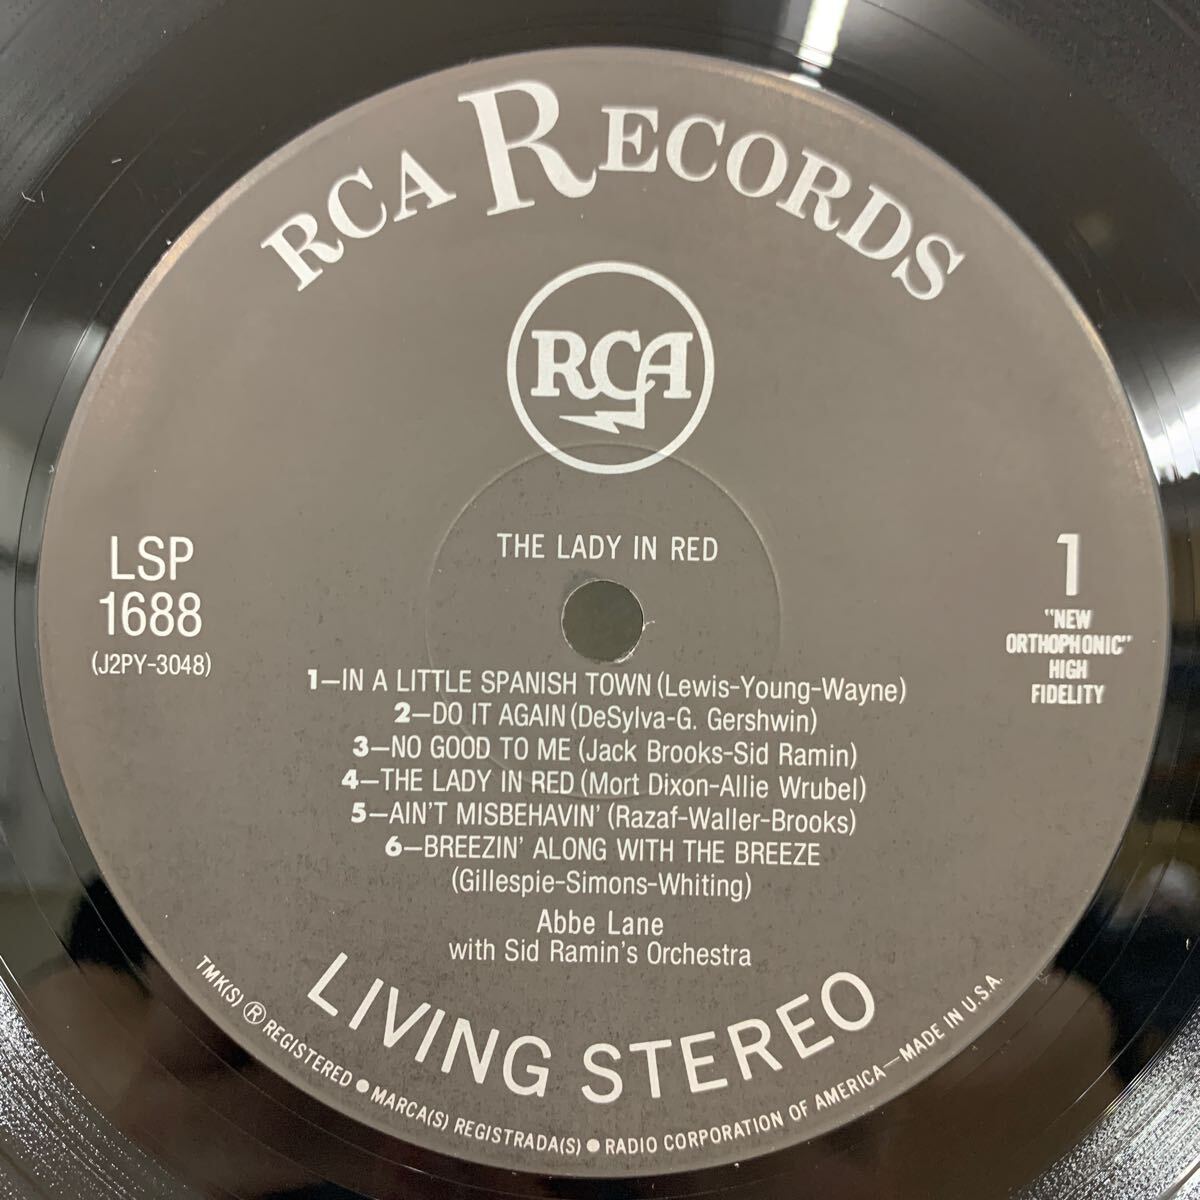 RCA RECORDS
RCA
THE LADY IN RED
LSP
1688
(J2PY-3048)
1
"NEW
ORTHOPHONIC"
HIGH
FIDELITY
1—IN A LITTLE SPANISH TOWN (Lewis-Young-Wayne)
2—DO IT AGAIN (DeSylva-G. Gershwin)
3—NO GOOD TO ME (Jack Brooks-Sid Ramin)
4—THE LADY IN RED (Mort Dixon-Allie Wrubel)
5—AIN'T MISBEHAVIN' (Razaf-Waller-Brooks)
6—BREEZIN' ALONG WITH THE BREEZE
(Gillespie-Simons-Whiting)
Abbe Lane
with Sid Ramin's Orchestra
LIVING STEREO
TMK(S) ® REGISTERED ● MARCA(S) REGISTRADA(S) ● RADIO CORPORATION OF AMERICA—MADE IN U.S.A.